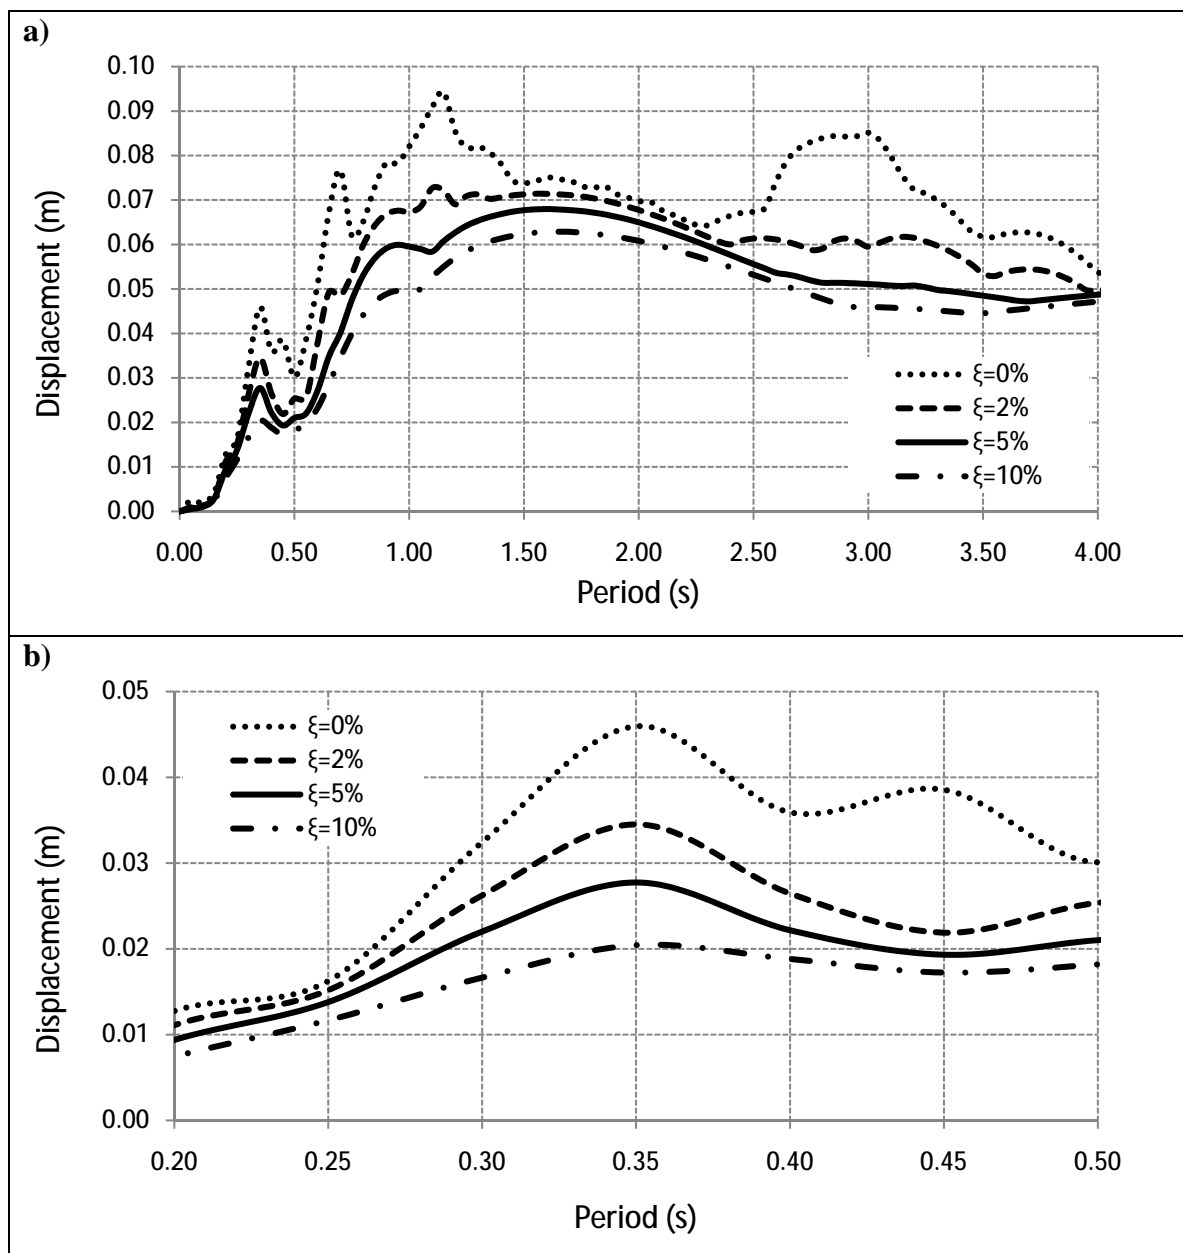 a)
0.10
0.09
0.08
0.07
0.06
0.05
0.04
0.03
0.02
0.01
0.00
Displacement (m)
ξ=0%
ξ=2%
ξ=5%
ξ=10%
0.00 0.50 1.00 1.50 2.00 2.50 3.00 3.50 4.00
Period (s)
b)
0.05
0.04
0.03
0.02
0.01
0.00
Displacement (m)
ξ=0%
ξ=2%
ξ=5%
ξ=10%
0.20 0.25 0.30 0.35 0.40 0.45 0.50
Period (s)